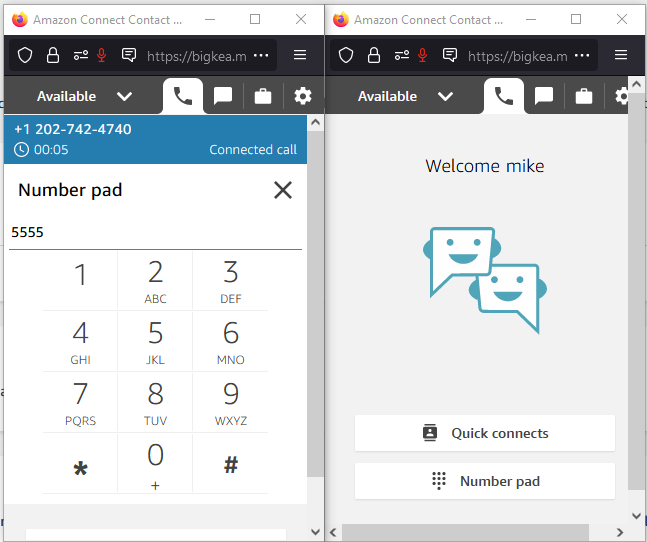 Amazon Connect Contact ...
https://bigkea.m ...
Available
+1 202-742-4740
00:05 Connected call
Number pad
5555
1 2 3
ABC DEF
4 5 6
GHI JKL MNO
7 8 9
PQRS TUV WXYZ
* 0 #
+
Amazon Connect Contact ...
https://bigkea.m ...
Available
Welcome mike
Quick connects
Number pad